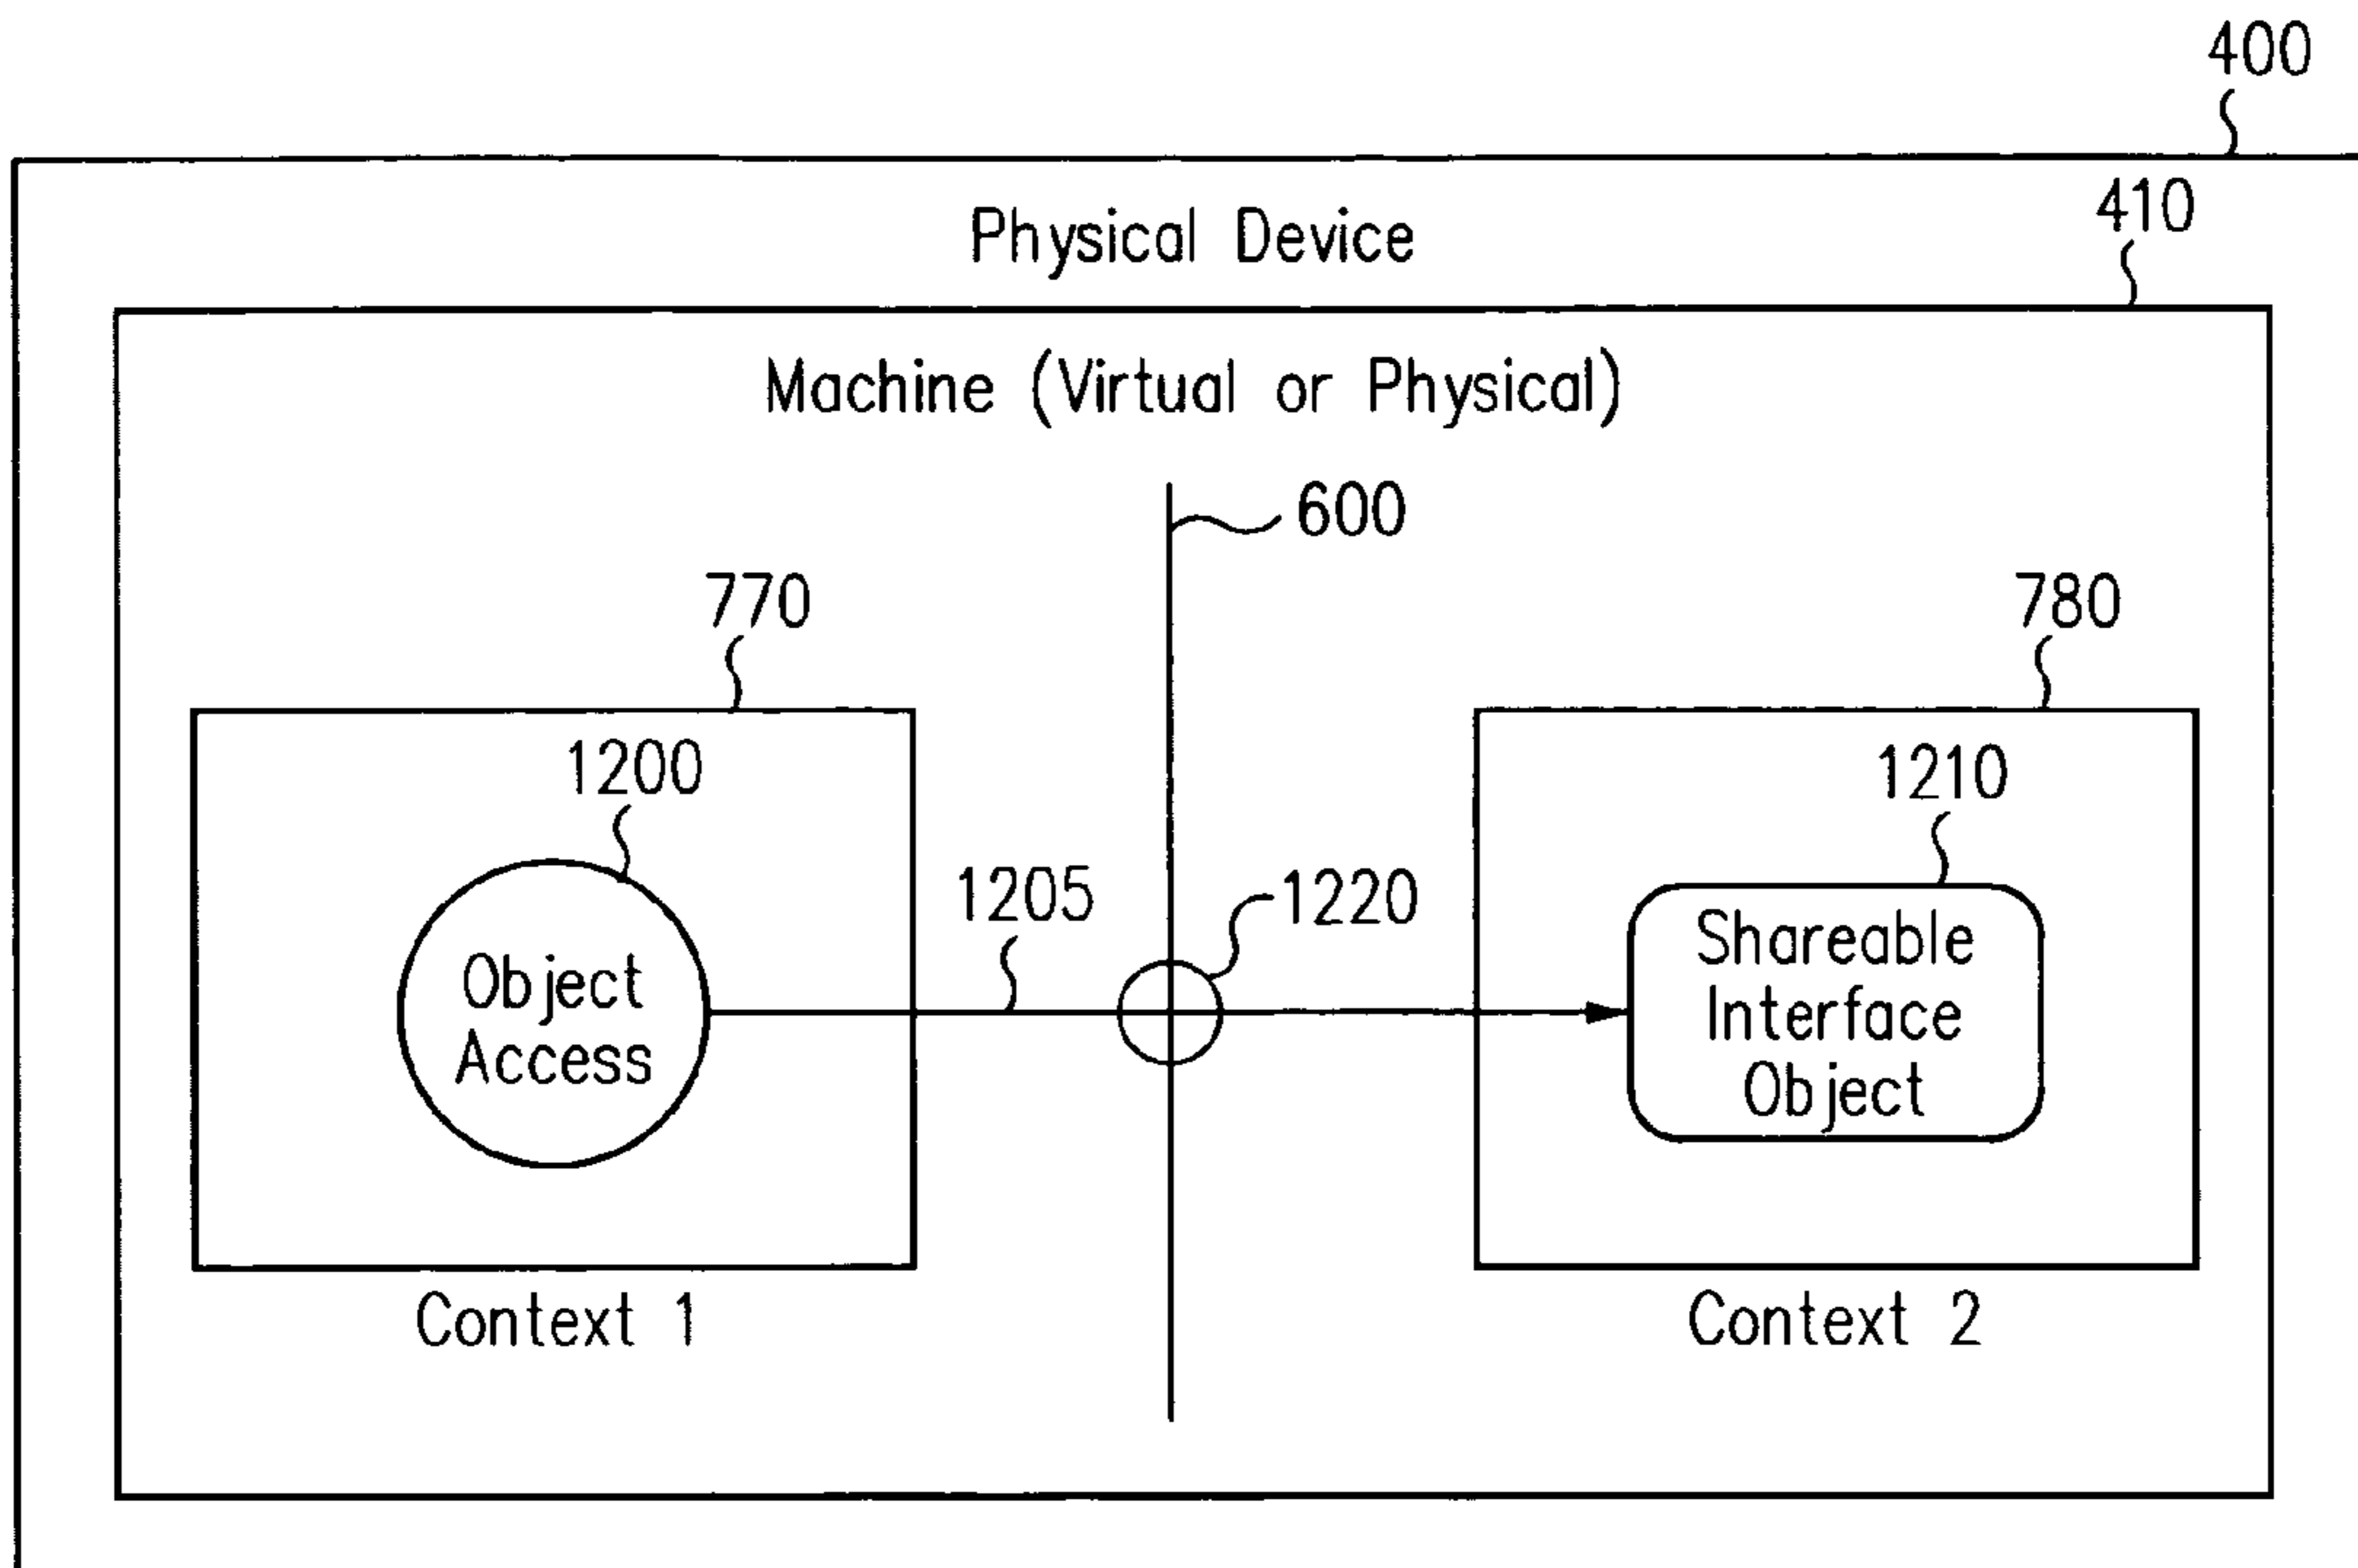 400
410
Physical Device
Machine (Virtual or Physical)
600
770
780
1200
1210
1205
1220
Object
Access
Shareable
Interface
Object
Context 1
Context 2